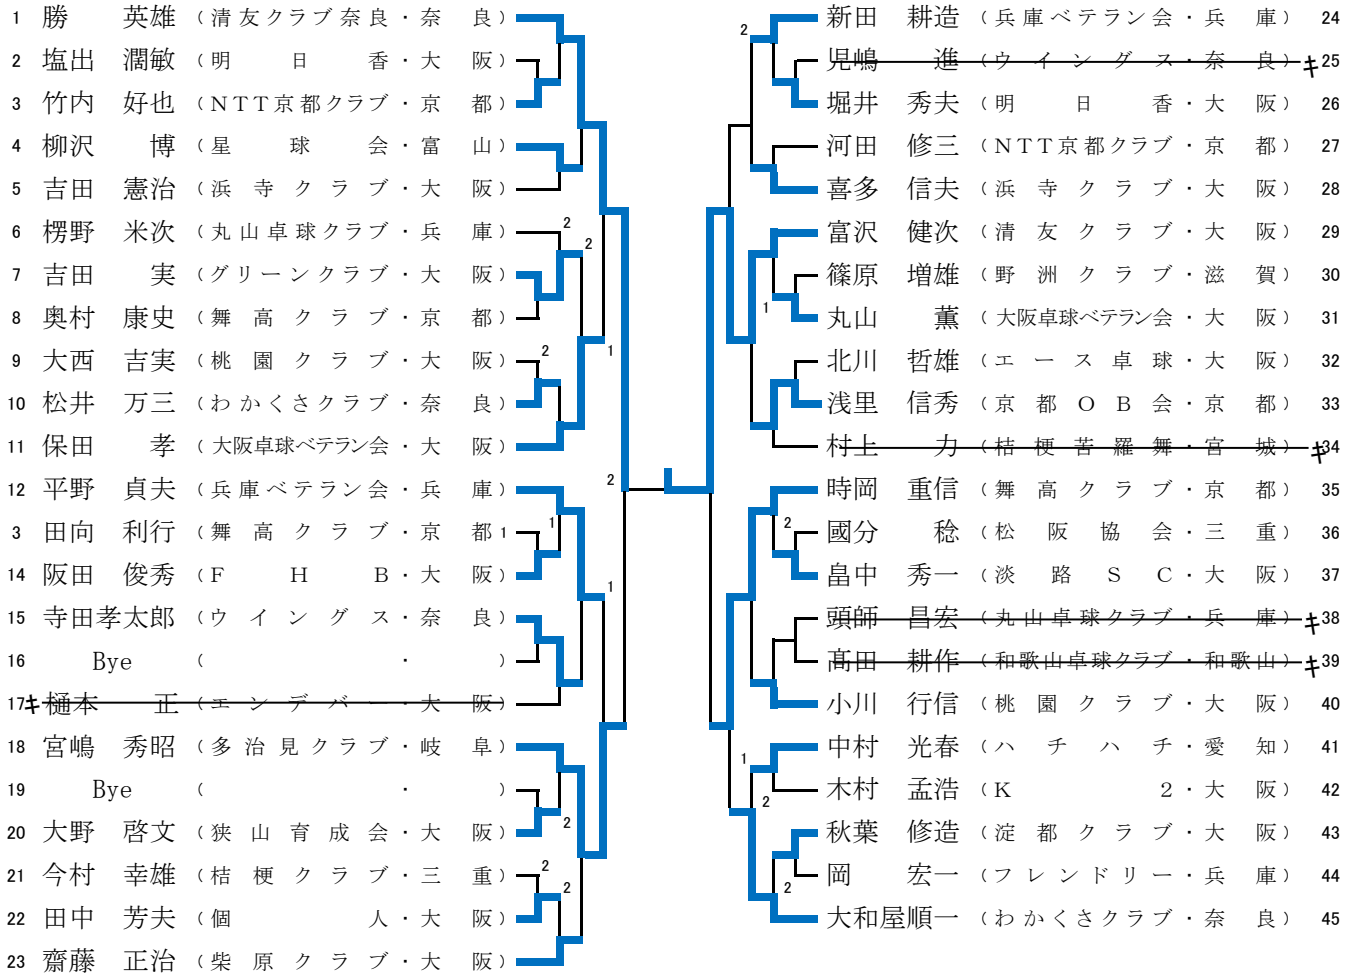 1 勝 英雄 (清友クラブ奈良・奈 良)
2 塩出 潤敏 (明 日 香・大 阪)
3 竹内 好也 (NTT京都クラブ・京 都)
4 柳沢 博 (星 球 会・富 山)
5 吉田 憲治 (浜 寺 ク ラ ブ・大 阪)
6 楞野 米次 (丸山卓球クラブ・兵 庫) 2
2
7 吉田 実 (グリーンクラブ・大 阪)
8 奥村 康史 (舞 高 ク ラ ブ・京 都)
9 大西 吉実 (桃 園 ク ラ ブ・大 阪) 2
1
10 松井 万三 (わかくさクラブ・奈 良)
11 保田 孝 (大阪卓球ベテラン会・大 阪)
12 平野 貞夫 (兵庫ベテラン会・兵 庫) 2
3 田向 利行 (舞 高 ク ラ ブ・京 都 1 1
14 阪田 俊秀 (F H B・大 阪) 1
15 寺田孝太郎 (ウ イ ン グ ス・奈 良)
16 Bye ( ・ )
17 キ 樋本 正 (エ ン デ バ ー・大 阪)
18 宮嶋 秀昭 (多治見クラブ・岐 阜)
19 Bye ( ・ )
20 大野 啓文 (狭 山 育 成 会・大 阪) 2
21 今村 幸雄 (桔 梗 ク ラ ブ・三 重) 2
2
22 田中 芳夫 (個 人・大 阪)
23 齋藤 正治 (柴 原 ク ラ ブ・大 阪)
2 新田 耕造 (兵庫ベテラン会・兵 庫) 24
児嶋 進 (ウ イ ン グ ス・奈 良) キ 25
堀井 秀夫 (明 日 香・大 阪) 26
河田 修三 (NTT京都クラブ・京 都) 27
喜多 信夫 (浜 寺 ク ラ ブ・大 阪) 28
富沢 健次 (清 友 ク ラ ブ・大 阪) 29
篠原 増雄 (野 洲 ク ラ ブ・滋 賀) 30
1 丸山 薫 (大阪卓球ベテラン会・大 阪) 31
北川 哲雄 (エ ー ス 卓 球・大 阪) 32
浅里 信秀 (京 都 O B 会・京 都) 33
村上 力 (桔 梗 苦 羅 舞・宮 城) キ 34
時岡 重信 (舞 高 ク ラ ブ・京 都) 35
2 國分 稔 (松 阪 協 会・三 重) 36
畠中 秀一 (淡 路 S C・大 阪) 37
頭師 昌宏 (丸山卓球クラブ・兵 庫) キ 38
髙田 耕作 (和歌山卓球クラブ・和歌山) キ 39
小川 行信 (桃 園 ク ラ ブ・大 阪) 40
1 中村 光春 (ハ チ ハ チ・愛 知) 41
2 木村 孟浩 (K 2・大 阪) 42
秋葉 修造 (淀 都 ク ラ ブ・大 阪) 43
2 岡 宏一 (フレンドリー・兵 庫) 44
大和屋順一 (わかくさクラブ・奈 良) 45